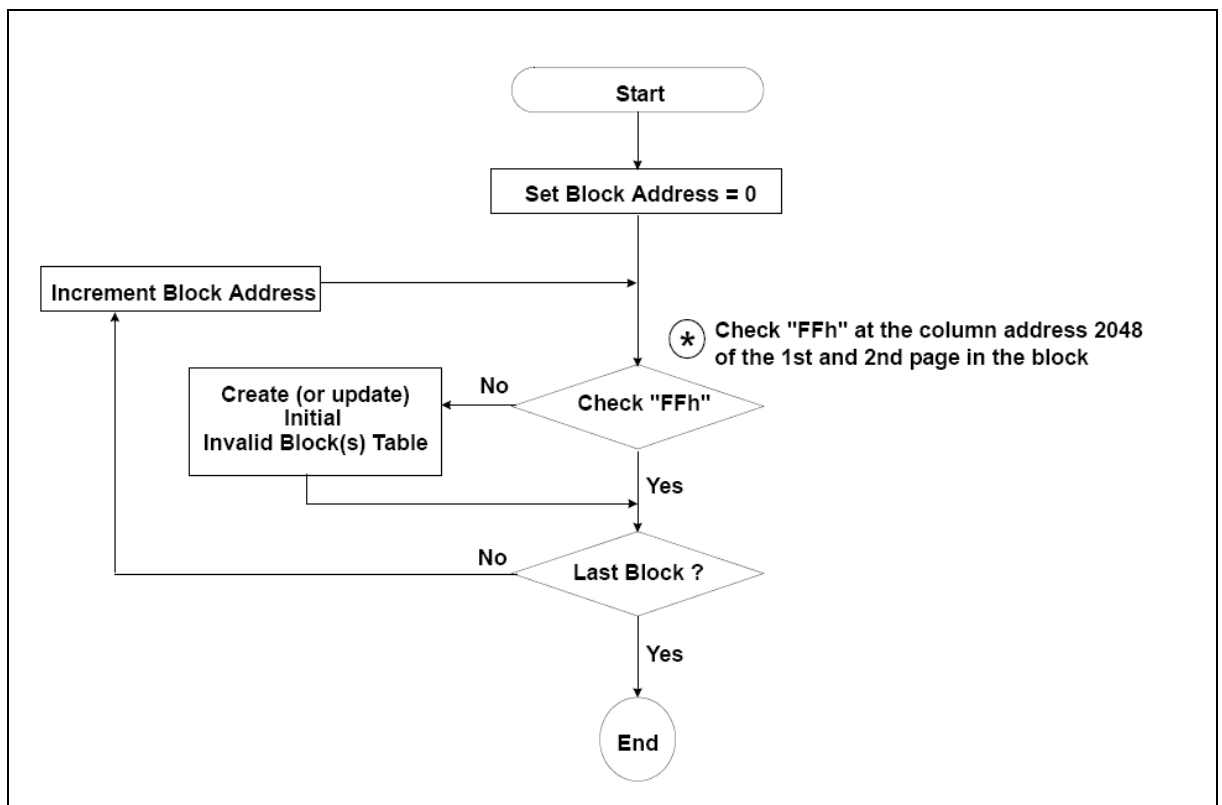 Start
Set Block Address = 0
Increment Block Address
* Check "FFh" at the column address 2048
of the 1st and 2nd page in the block
No
Create (or update)
Initial
Invalid Block(s) Table
Check "FFh"
Yes
No
Last Block ?
Yes
End